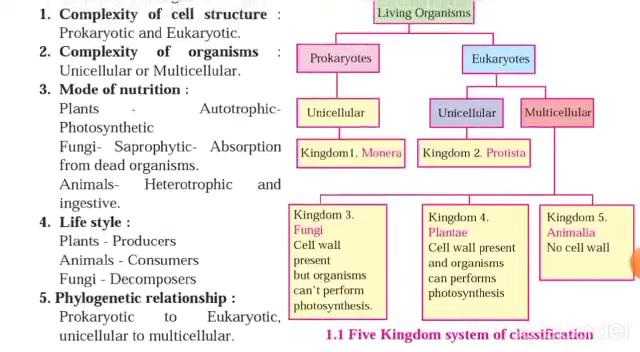 1. Complexity of cell structure :
Prokaryotic and Eukaryotic.
2. Complexity of organisms :
Unicellular or Multicellular.
3. Mode of nutrition :
Plants - Autotrophic-
Photosynthetic
Fungi- Saprophytic- Absorption
from dead organisms.
Animals- Heterotrophic and
ingestive.
4. Life style :
Plants - Producers
Animals - Consumers
Fungi - Decomposers
5. Phylogenetic relationship :
Prokaryotic to Eukaryotic,
unicellular to multicellular.
Living Organisms
Prokaryotes
Eukaryotes
Unicellular
Unicellular
Multicellular
Kingdom1. Monera
Kingdom 2. Protista
Kingdom 3.
Fungi
Cell wall
present
but organisms
can't perform
photosynthesis.
Kingdom 4.
Plantae
Cell wall present
and organisms
can performs
photosynthesis
Kingdom 5.
Animalia
No cell wall
1.1 Five Kingdom system of classification